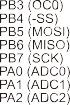 PB3 (OC0)
PB4 (-SS)
PB5 (MOSI)
PB6 (MISO)
PB7 (SCK)
PA0 (ADC0)
PA1 (ADC1)
PA2 (ADC2)